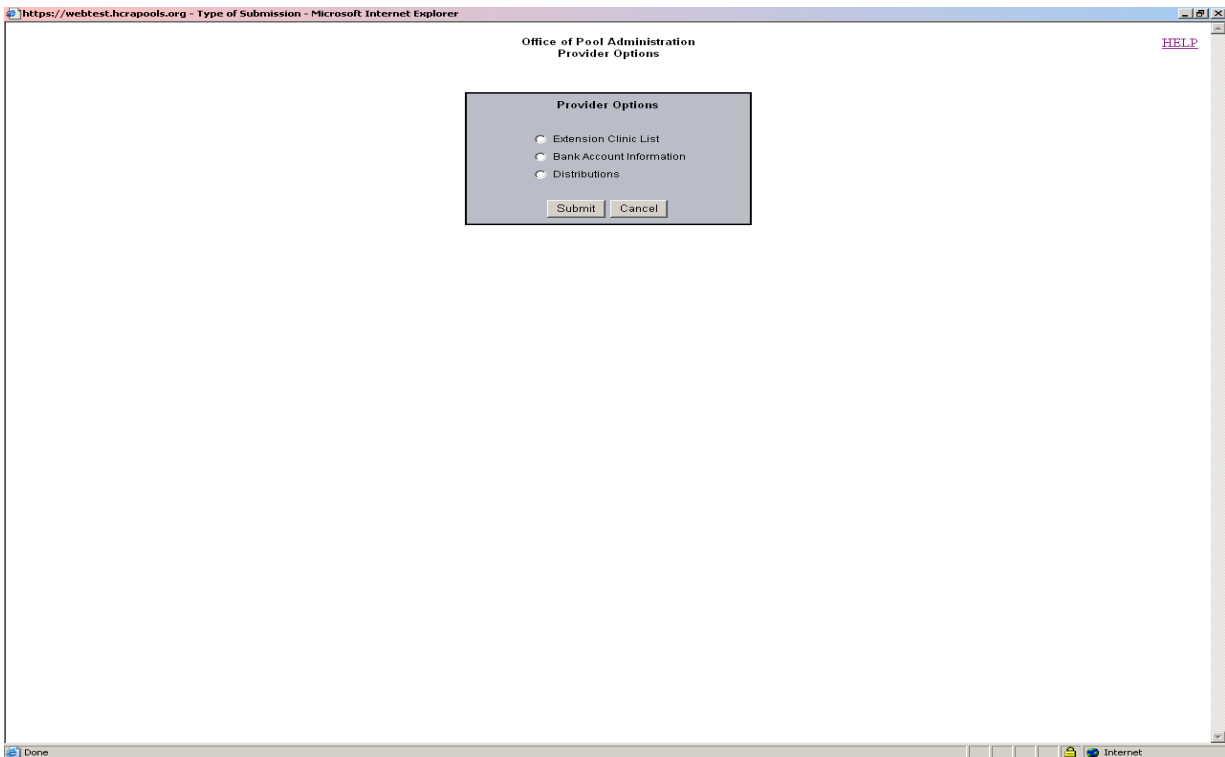 https://webtest.hcrapools.org - Type of Submission - Microsoft Internet Explorer
Office of Pool Administration
Provider Options
HELP
Provider Options
Extension Clinic List
Bank Account Information
Distributions
Submit Cancel
Done Internet